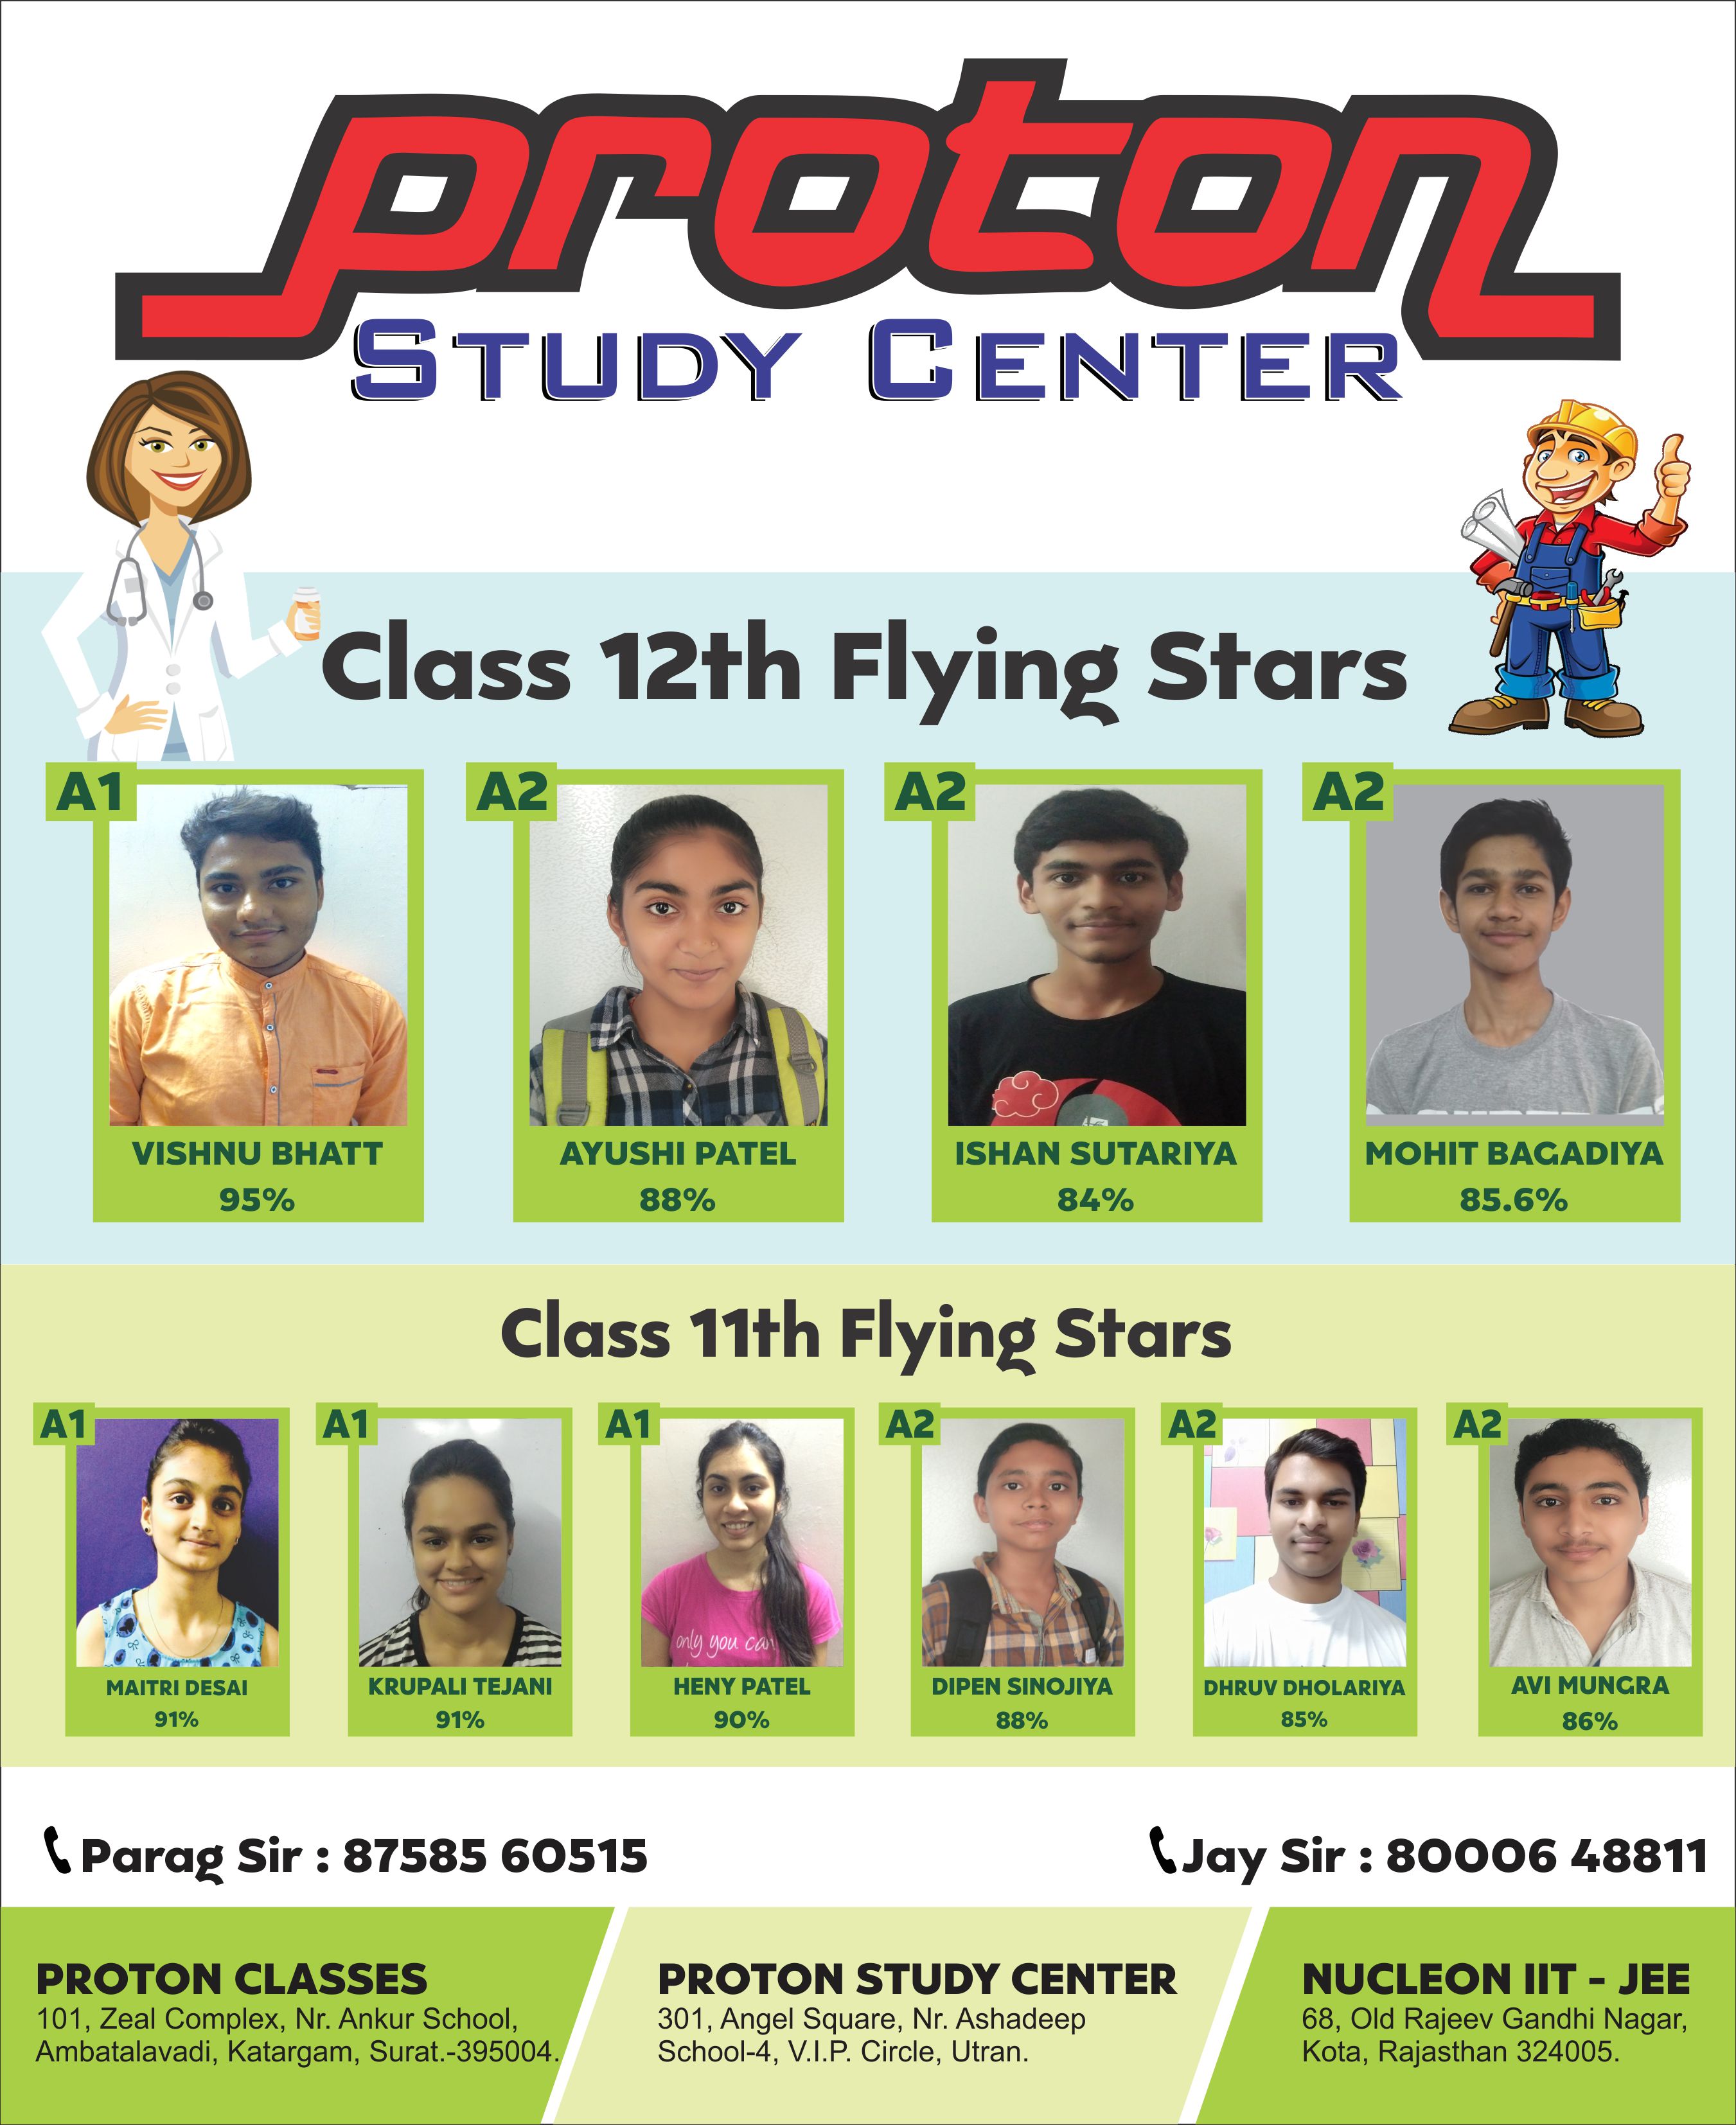 proton
STUDY CENTER
Class 12th Flying Stars
A1
A2
A2
A2
VISHNU BHATT
95%
AYUSHI PATEL
88%
ISHAN SUTARIYA
84%
MOHIT BAGADIYA
85.6%
Class 11th Flying Stars
A1
A1
A1
A2
A2
A2
only you can
MAITRI DESAI
91%
KRUPALI TEJANI
91%
HENY PATEL
90%
DIPEN SINOJIYA
88%
DHRUV DHOLARIYA
85%
AVI MUNGRA
86%
Parag Sir : 87585 60515
Jay Sir : 80006 48811
PROTON CLASSES
101, Zeal Complex, Nr. Ankur School,
Ambatalavadi, Katargam, Surat.-395004.
PROTON STUDY CENTER
301, Angel Square, Nr. Ashadeep
School-4, V.I.P. Circle, Utran.
NUCLEON IIT - JEE
68, Old Rajeev Gandhi Nagar,
Kota, Rajasthan 324005.